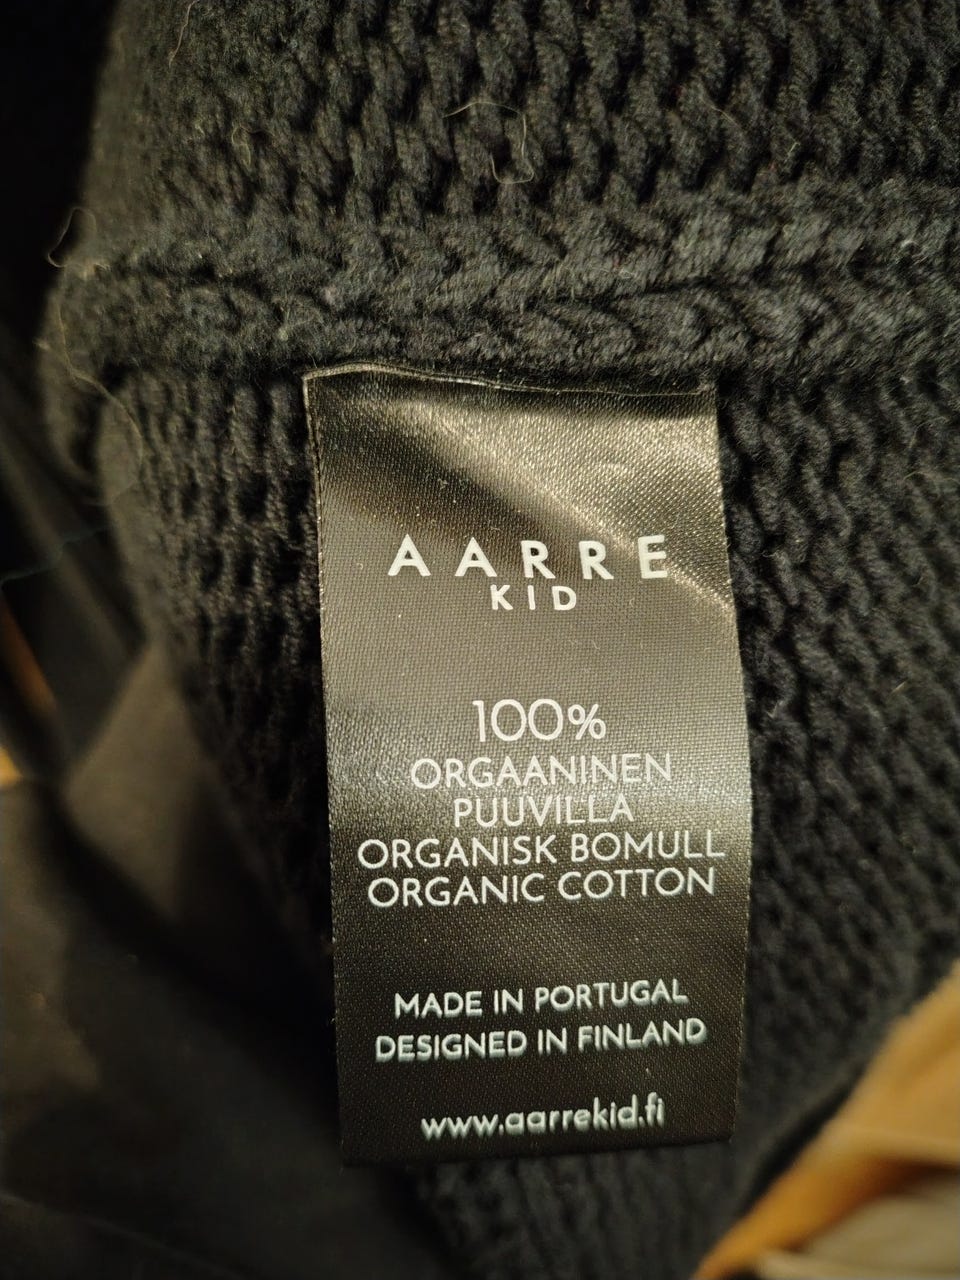 AARRE
KID
100%
ORGAANINEN
PUUVILLA
ORGANISK BOMULL
ORGANIC COTTON
MADE IN PORTUGAL
DESIGNED IN FINLAND
www.aarrekid.fi